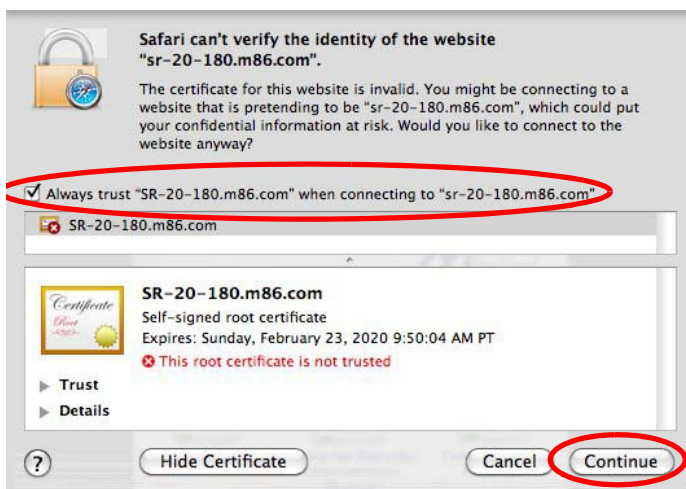 Safari can't verify the identity of the website
"sr-20-180.m86.com".
The certificate for this website is invalid. You might be connecting to a
website that is pretending to be "sr-20-180.m86.com", which could put
your confidential information at risk. Would you like to connect to the
website anyway?
Always trust "SR-20-180.m86.com" when connecting to "sr-20-180.m86.com"
SR-20-180.m86.com
Certificate
Root
SR-20-180.m86.com
Self-signed root certificate
Expires: Sunday, February 23, 2020 9:50:04 AM PT
This root certificate is not trusted
Trust
Details
?
Hide Certificate
Cancel
Continue